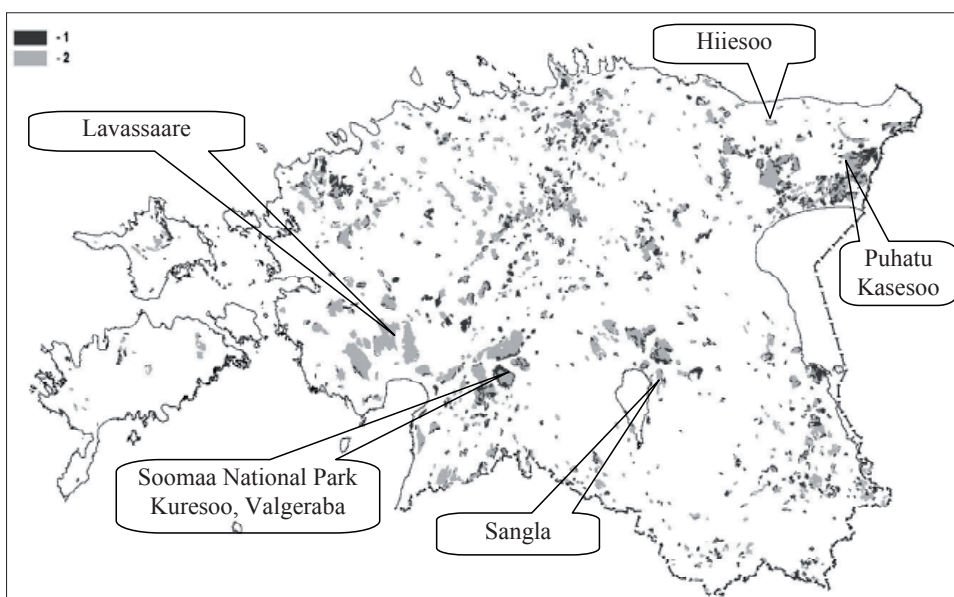 - 1
- 2
Hiiesoo
Lavassaare
Puhatu
Kasesoo
Soomaa National Park
Kuresoo, Valgeraba
Sangla